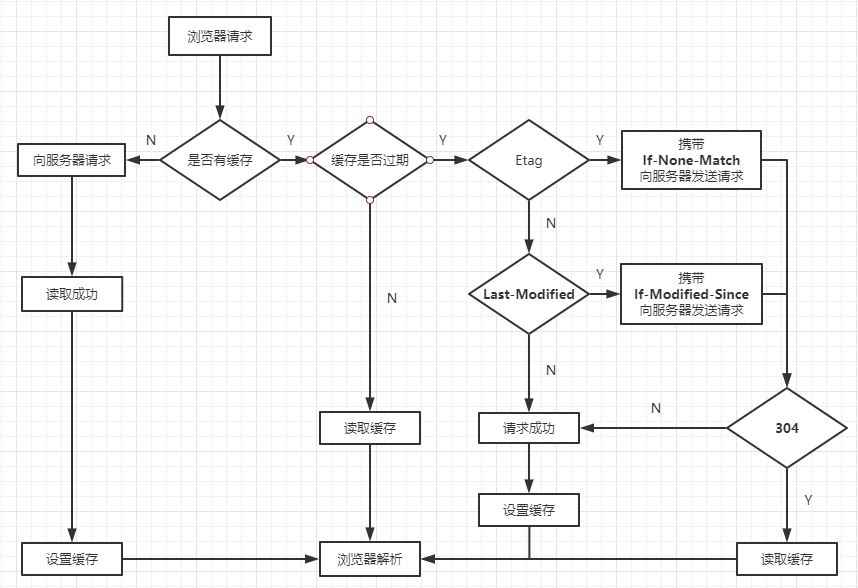 浏览器请求
N
Y
Y
Y
向服务器请求
是否有缓存
缓存是否过期
Etag
携带
If-None-Match
向服务器发送请求
N
读取成功
N
Last-Modified
Y
携带
If-Modified-Since
向服务器发送请求
N
读取缓存
请求成功
N
304
设置缓存
Y
设置缓存
浏览器解析
读取缓存